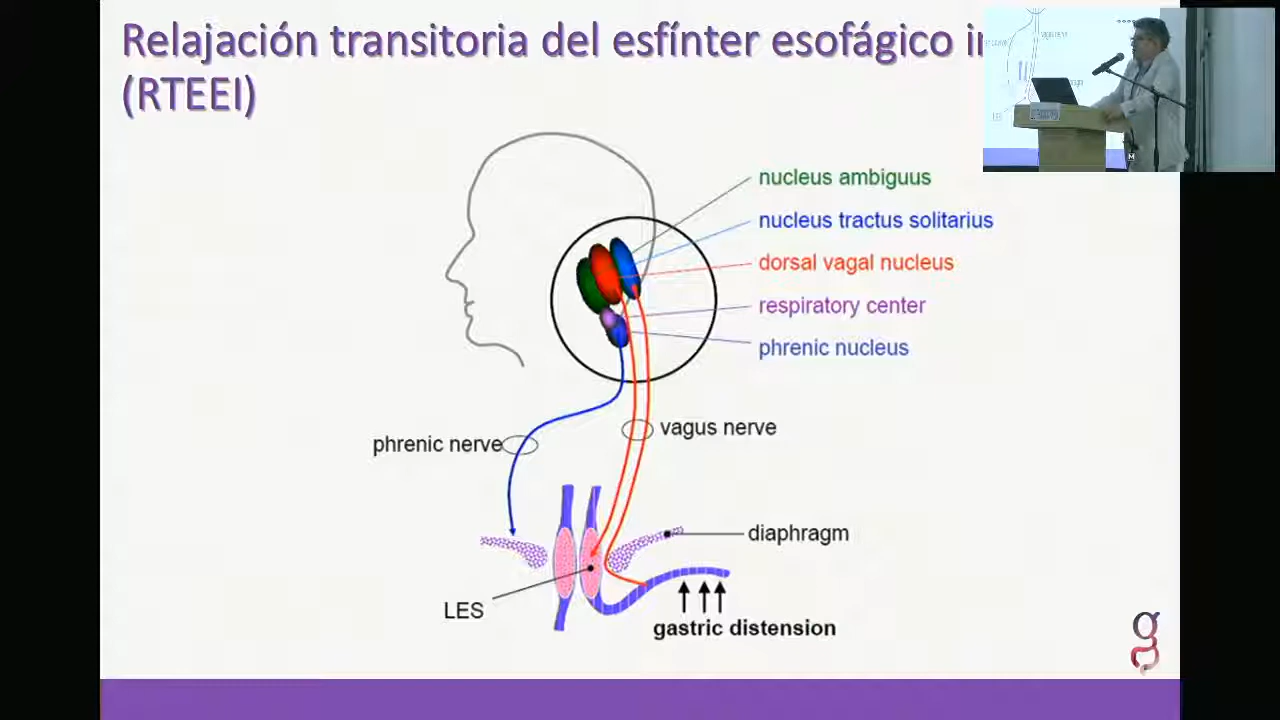 Relajación transitoria del esfínter esofágico
(RTEEI)
nucleus ambiguus
nucleus tractus solitarius
dorsal vagal nucleus
respiratory center
phrenic nucleus
vagus nerve
phrenic nerve
diaphragm
LES
gastric distension